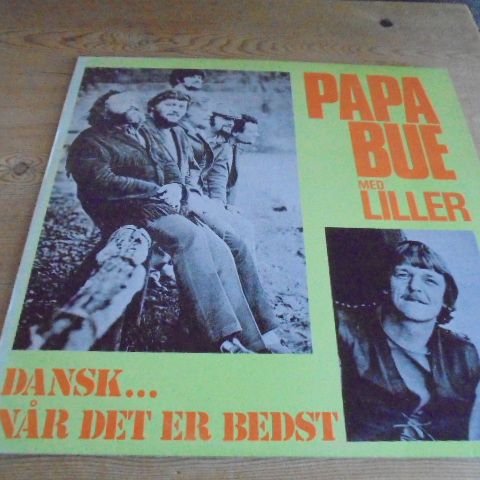 PAPA
BUE
MED
LILLER
DANSK...
NÅR DET ER BEDST